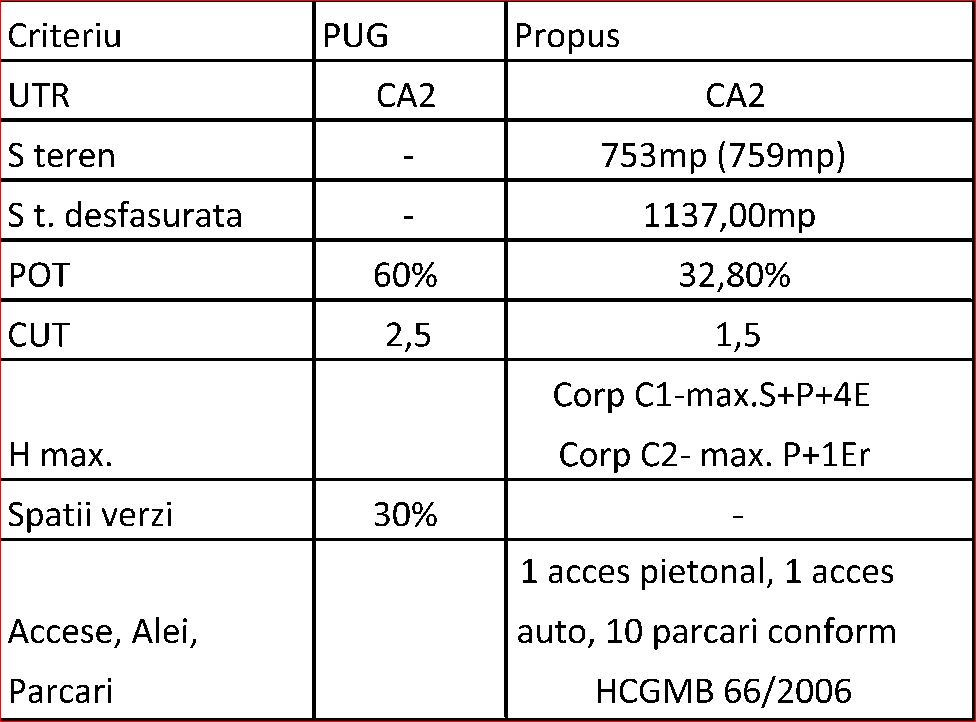 Criteriu PUG Propus
UTR CA2 CA2
S teren - 753mp (759mp)
S t. desfasurata - 1137,00mp
POT 60% 32,80%
CUT 2,5 1,5
Corp C1-max.S+P+4E
H max. Corp C2- max. P+1Er
Spatii verzi 30% -
1 acces pietonal, 1 acces
Accese, Alei, auto, 10 parcari conform
Parcari HCGMB 66/2006